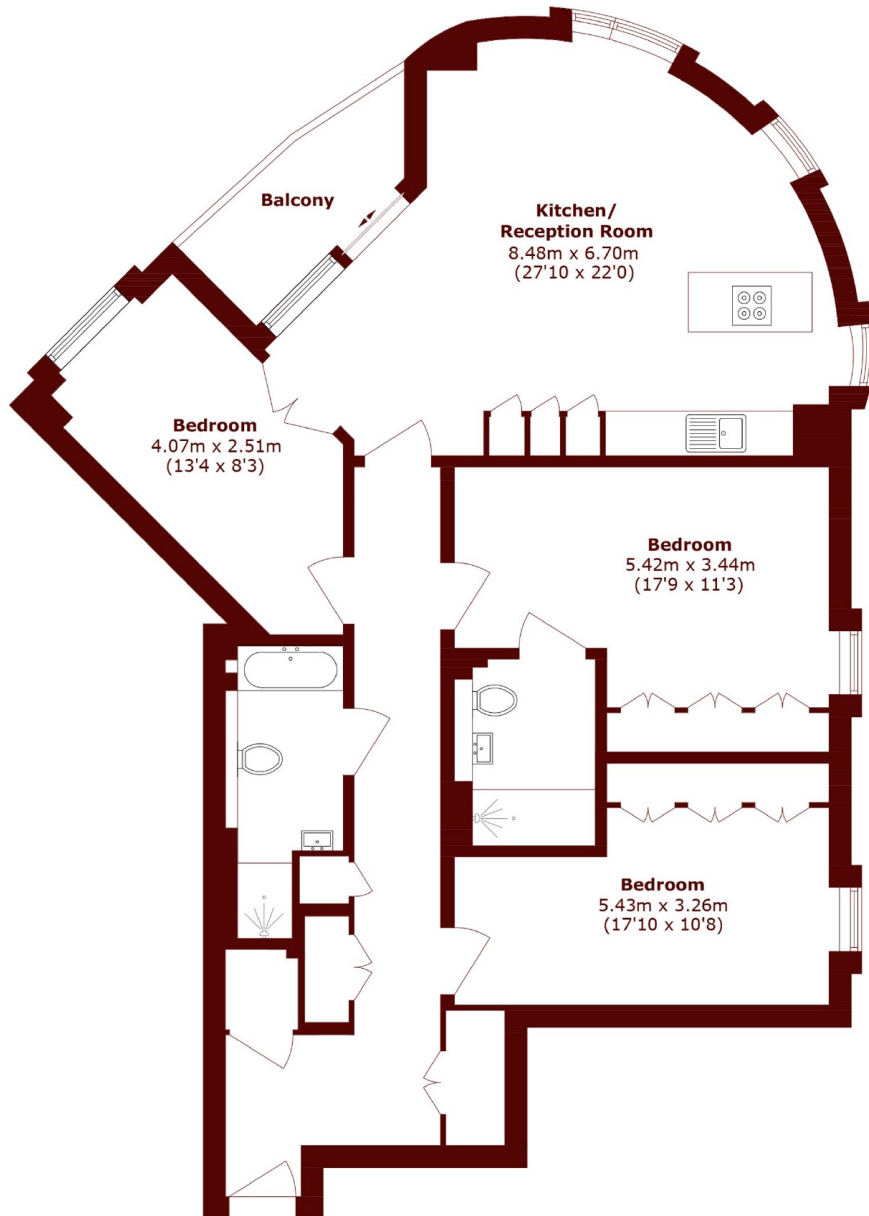 Balcony
Kitchen/
Reception Room
8.48m x 6.70m
(27'10 x 22'0)
Bedroom
4.07m x 2.51m
(13'4 x 8'3)
Bedroom
5.42m x 3.44m
(17'9 x 11'3)
Bedroom
5.43m x 3.26m
(17'10 x 10'8)